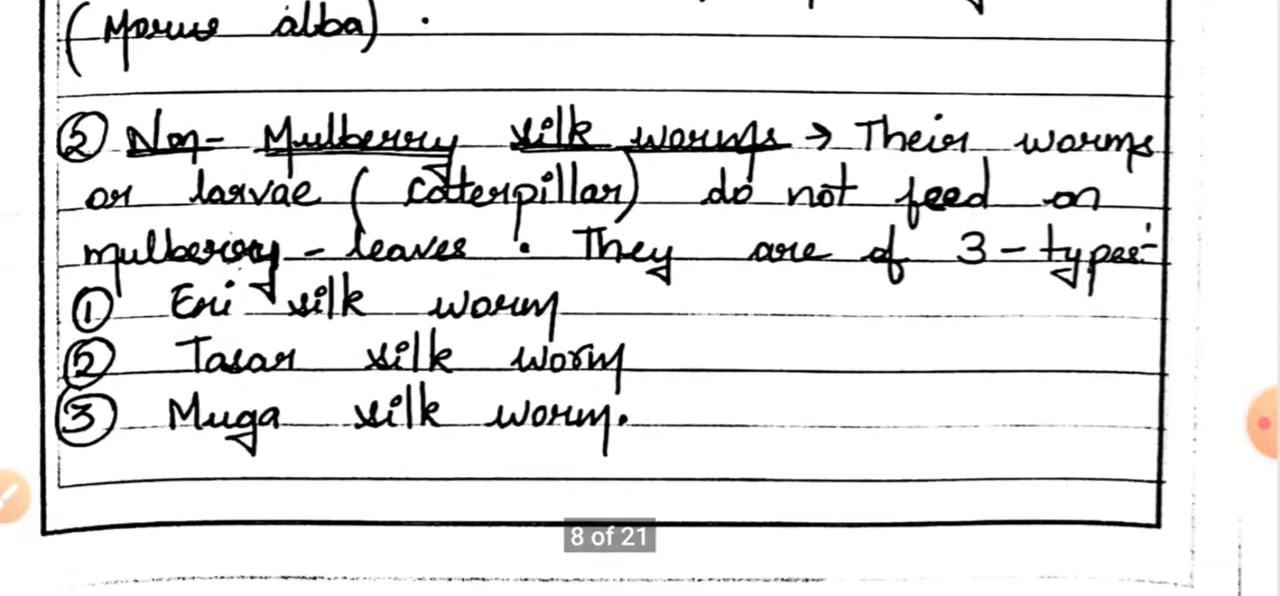 (Morus alba).
② Non-Mulberry silk worms → Their worms
or larvae (caterpillar) do not feed on
mulberry-leaves. They are of 3-types-
① Eri silk worm
② Tasar silk worm
③ Muga silk worm.
8 of 21